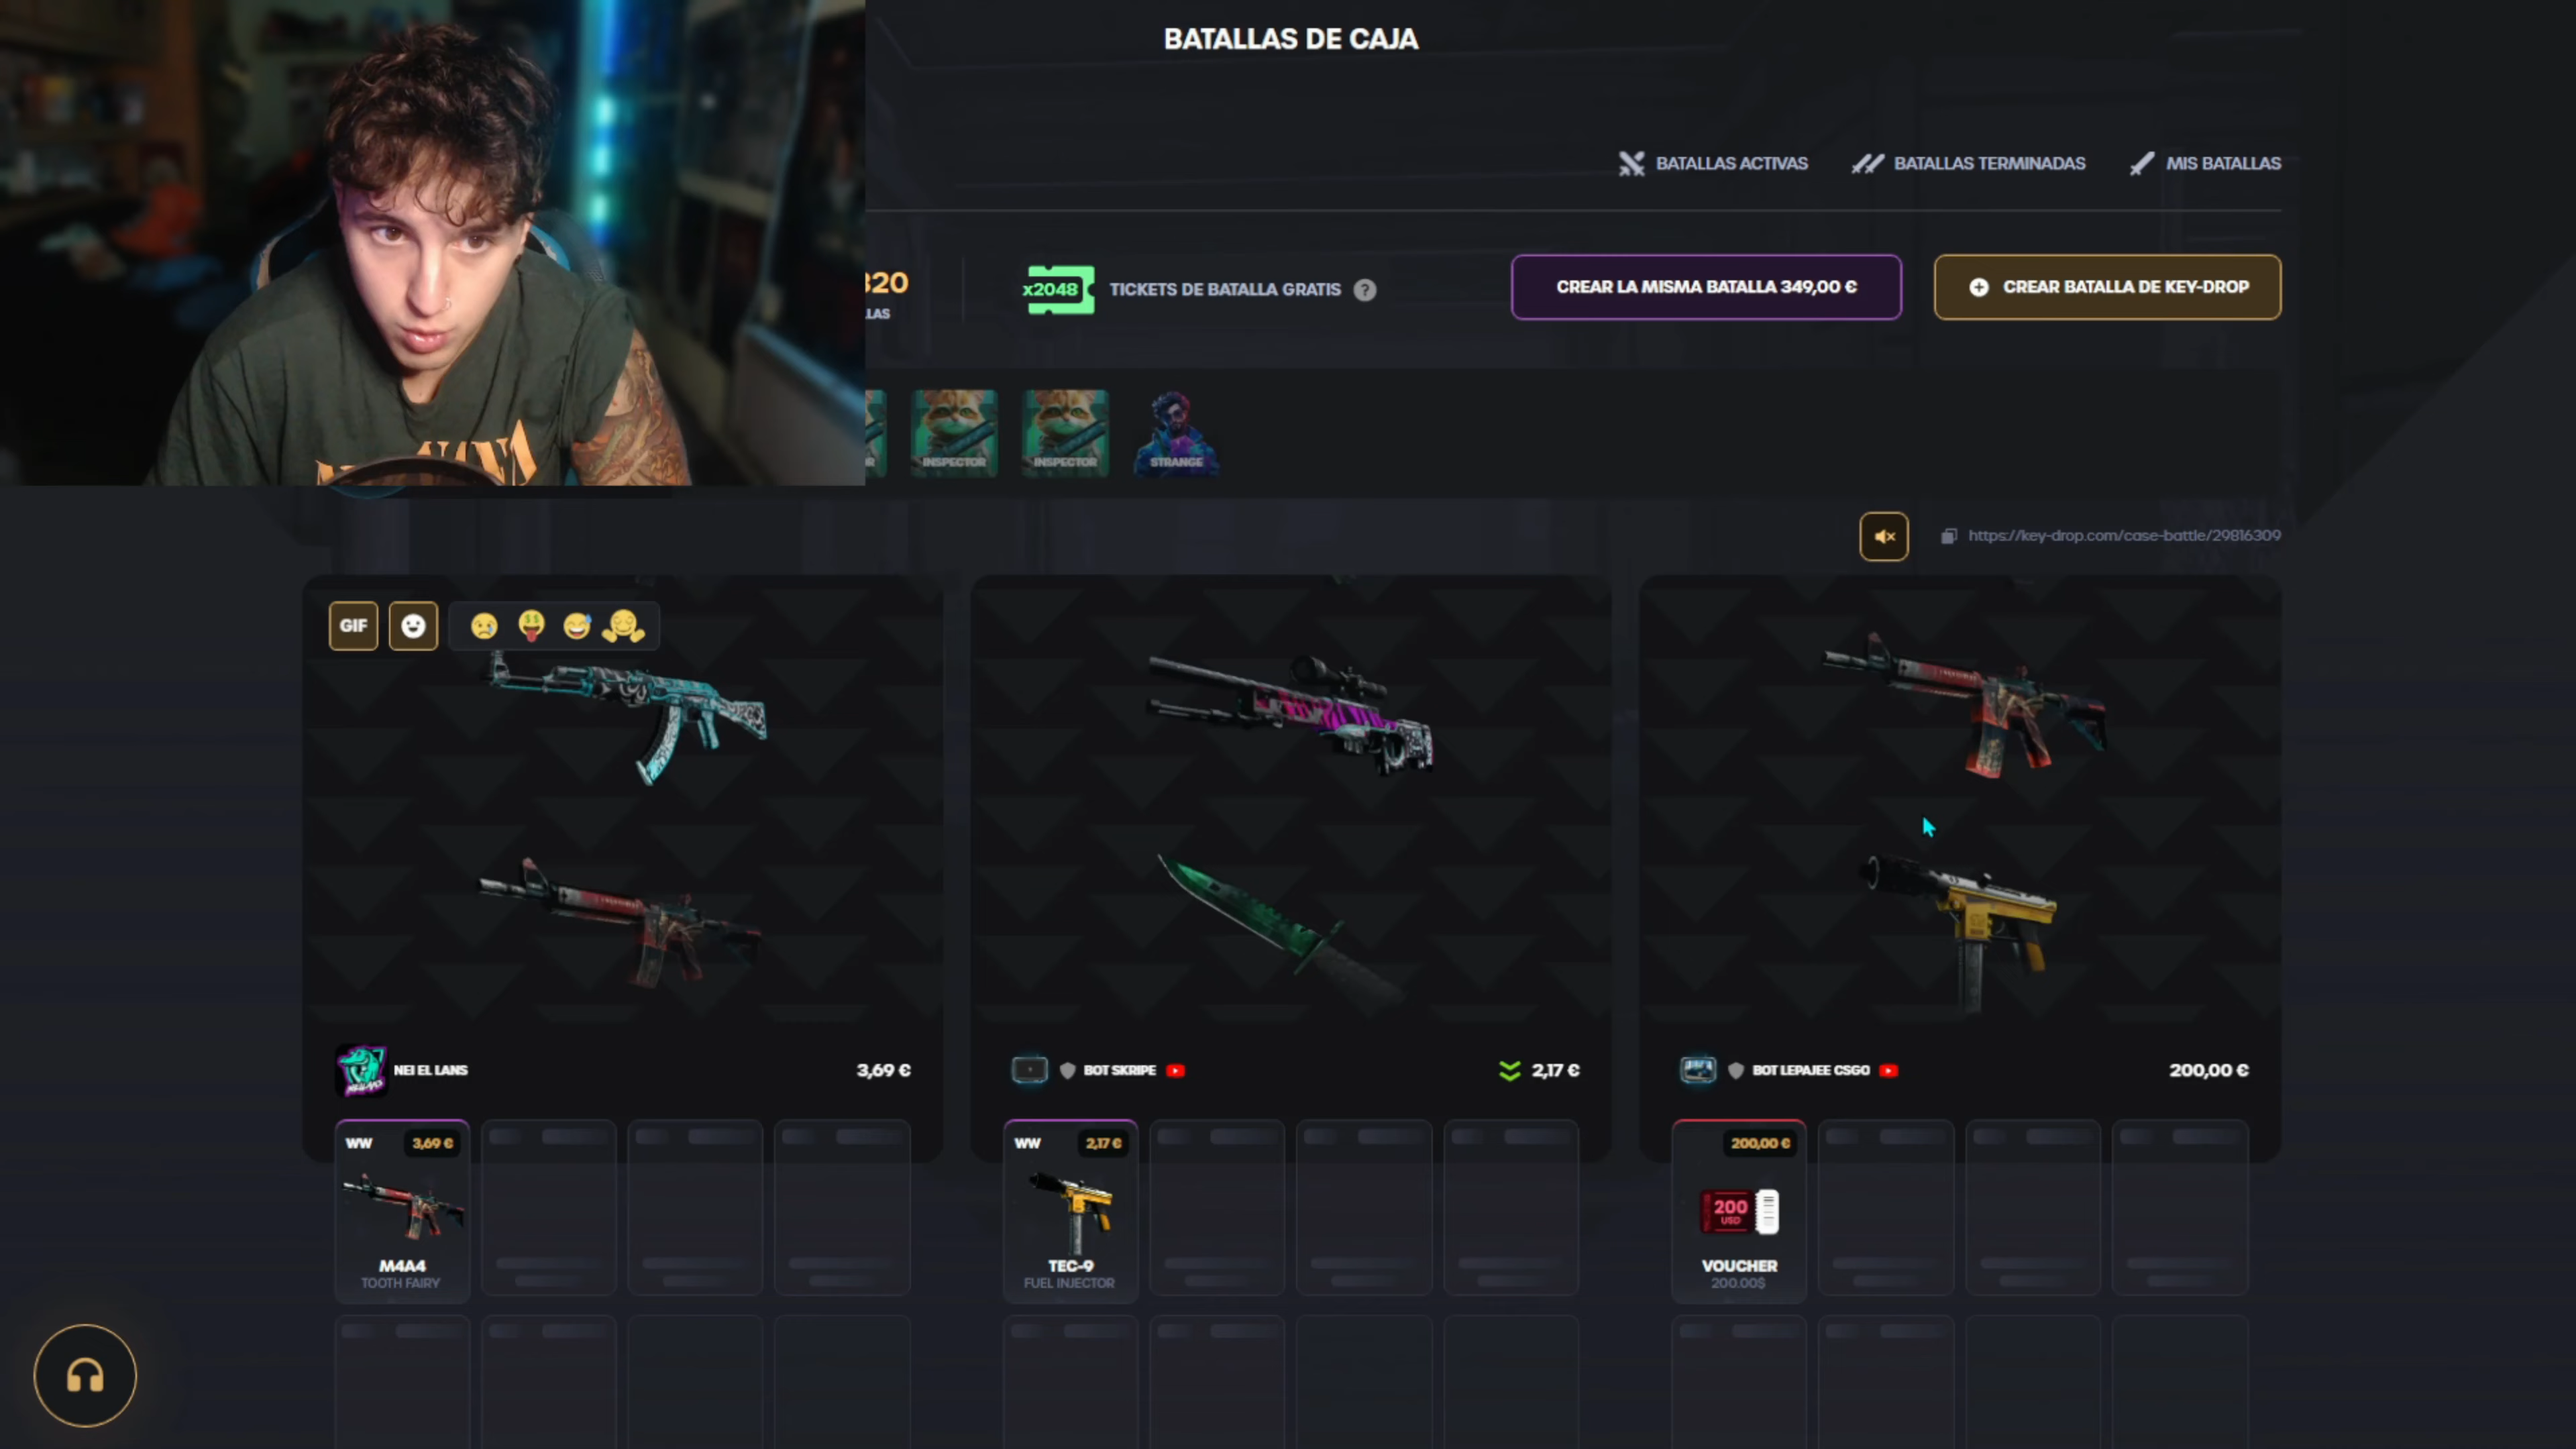 BATALLAS DE CAJA
BATALLAS ACTIVAS
BATALLAS TERMINADAS
MIS BATALLAS
320
LAS
x2048
TICKETS DE BATALLA GRATIS ?
CREAR LA MISMA BATALLA 349,00 €
CREAR BATALLA DE KEY-DROP
INSPECTOR
INSPECTOR
STRANGE
https://key-drop.com/case-battle/29816309
GIF
NEI EL LANS
3,69 €
BOT SKRIPE
2,17 €
BOT LEPAJEE CSGO
200,00 €
WW
3,69 €
M4A4
TOOTH FAIRY
WW
2,17 €
TEC-9
FUEL INJECTOR
200,00 €
200
USD
VOUCHER
200.00$